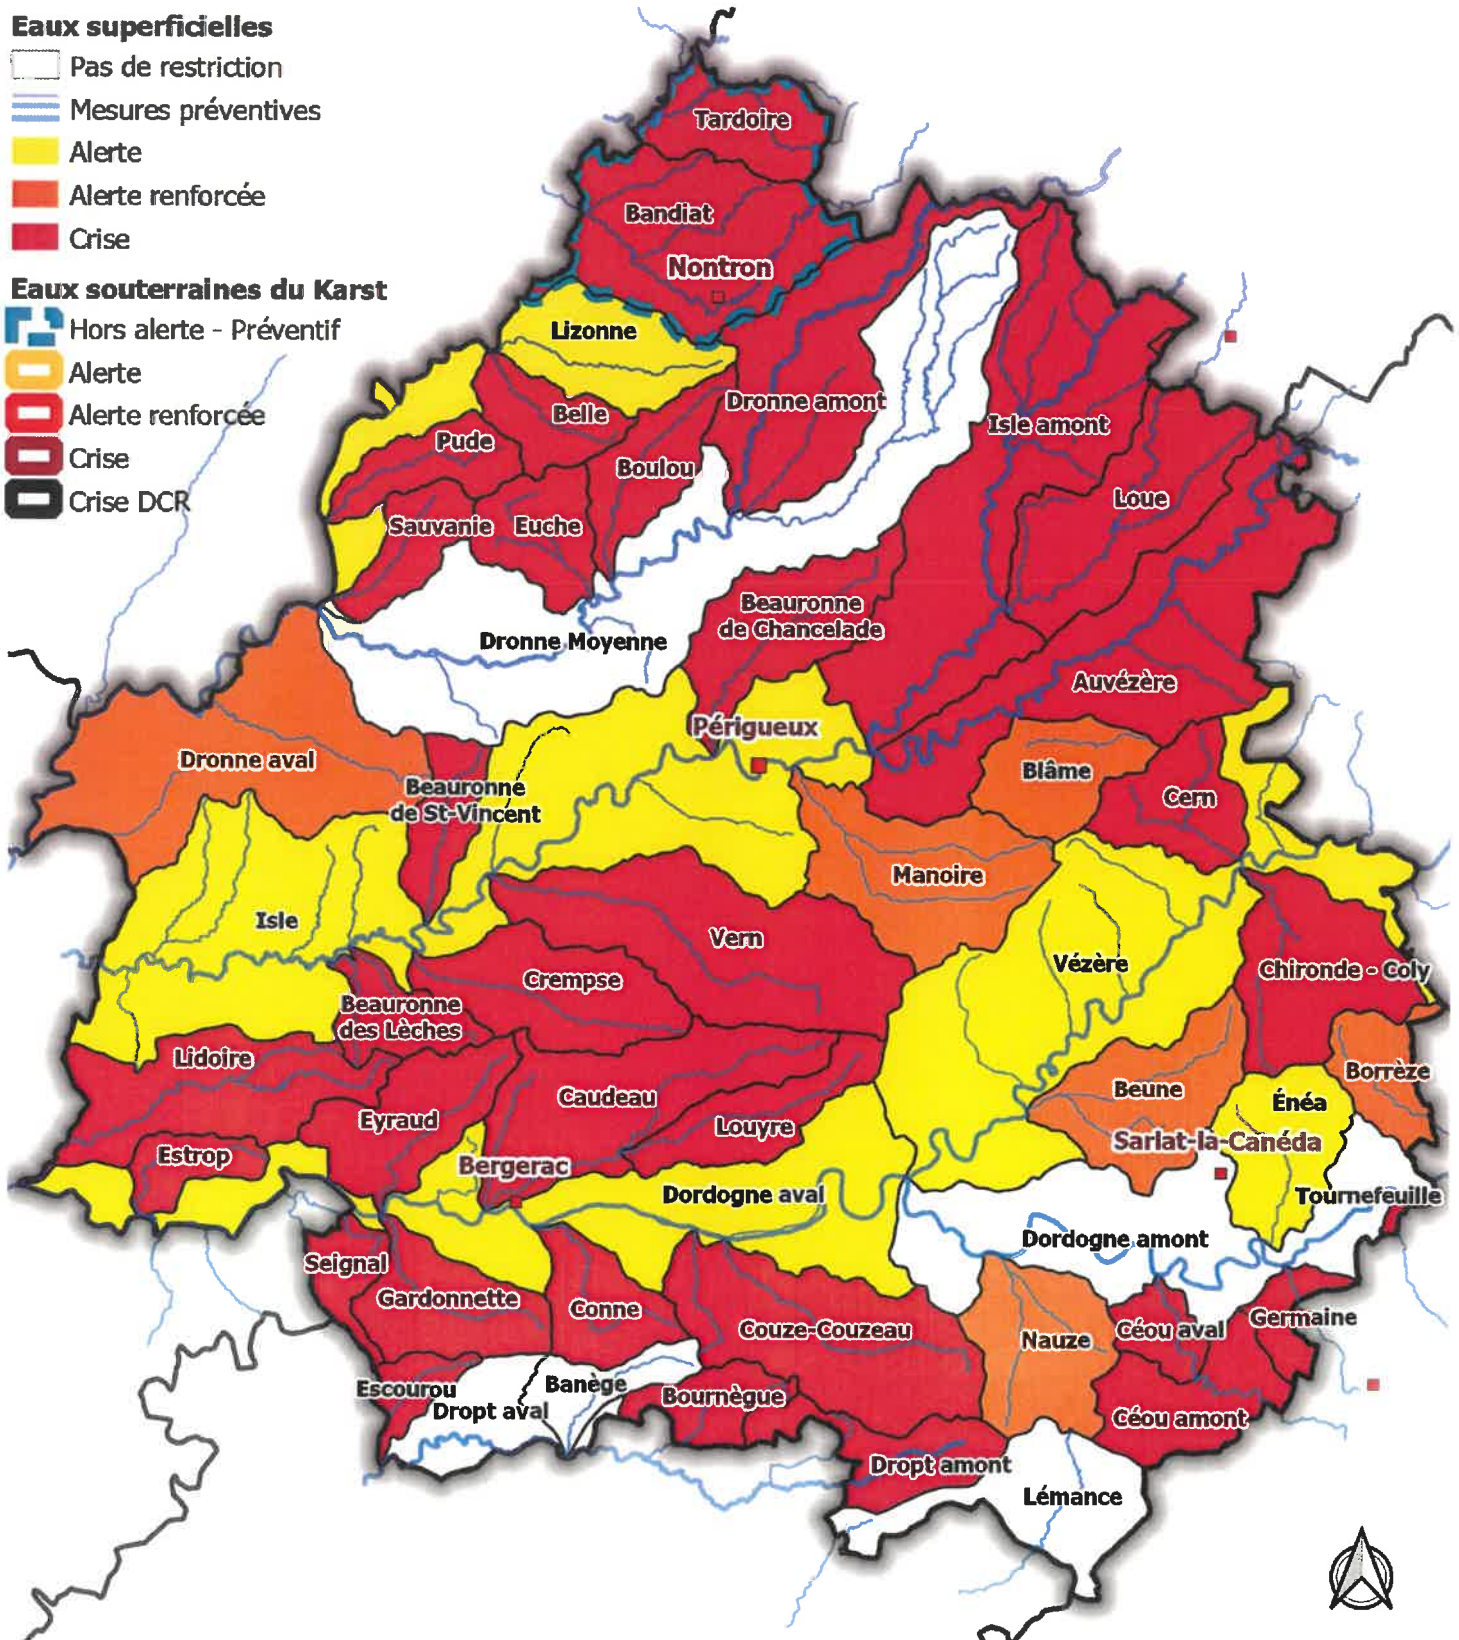 Eaux superficielles
Pas de restriction
Mesures préventives
Alerte
Alerte renforcée
Crise
Eaux souterraines du Karst
Hors alerte - Préventif
Alerte
Alerte renforcée
Crise
Crise DCR
Tardoire
Bandiat
Nontron
Lizonne
Belle
Dronne amont
Pude
Isle amont
Boulou
Loue
Sauvanie
Euche
Beauronne
de Chancelade
Dronne Moyenne
Auvézère
Périgueux
Dronne aval
Blâme
Beauronne
de St-Vincent
Cern
Manoire
Isle
Vern
Vézère
Chironde - Coly
Crempse
Beauronne
des Lèches
Lidoire
Borrèze
Beune
Caudeau
Énéa
Eyraud
Louyre
Sarlat-la-Canéda
Estrop
Bergerac
Dordogne aval
Tournefeuille
Dordogne amont
Seignal
Gardonnette
Conne
Germaine
Couze-Couzeau
Céou aval
Nauze
Escourou
Banège
Bournègue
Dropt aval
Céou amont
Dropt amont
Lémance